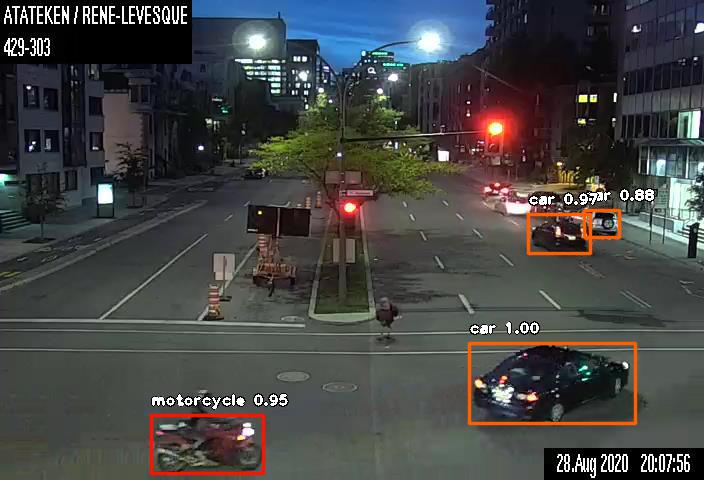 ATATEKEN / RENE-LEVESQUE
429-303
car 0.97
ar 0.88
car 1.00
motorcycle 0.95
28.Aug 2020 20:07:56